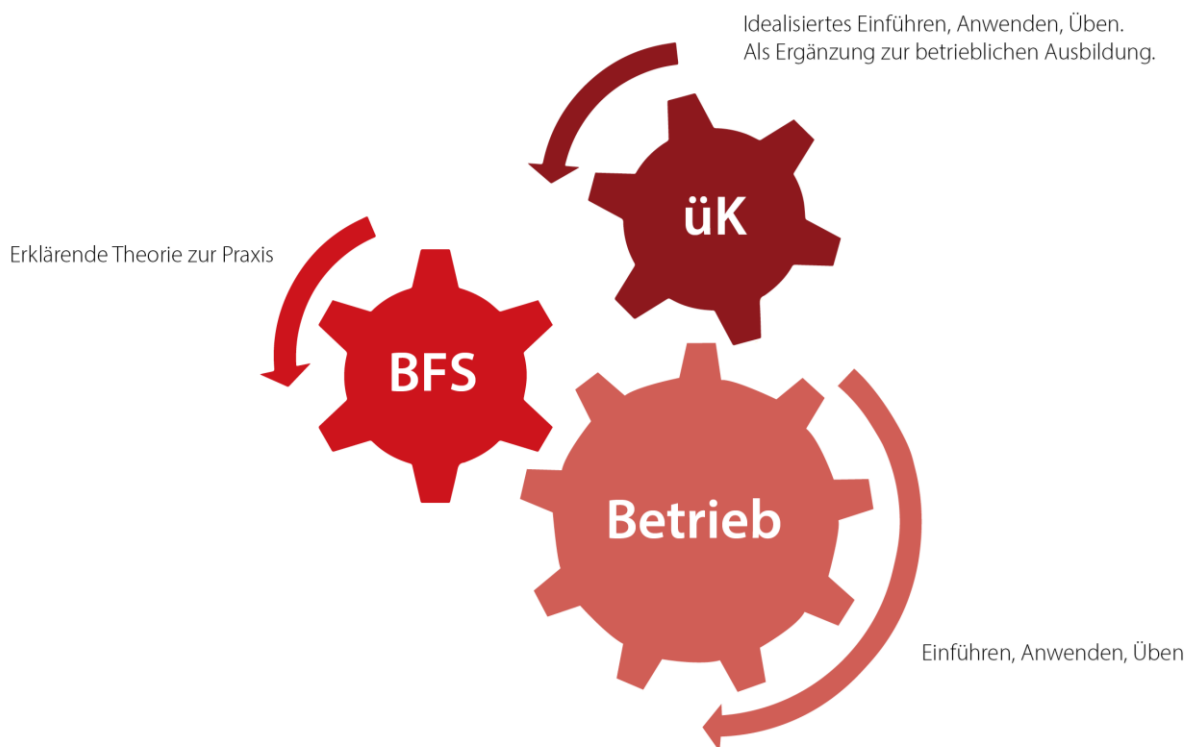 Idealisiertes Einführen, Anwenden, Üben.
Als Ergänzung zur betrieblichen Ausbildung.
üK
Erklärende Theorie zur Praxis
BFS
Betrieb
Einführen, Anwenden, Üben